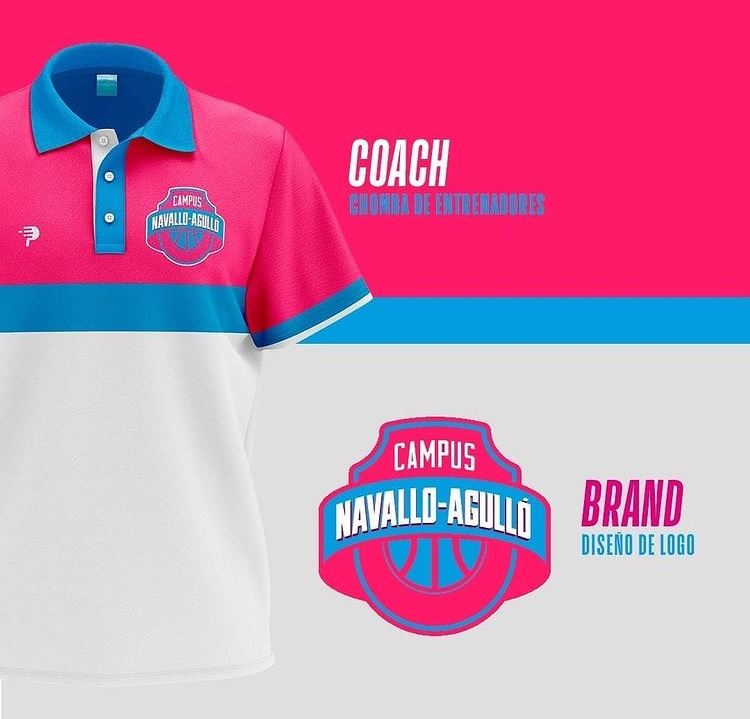 COACH
CHOMBA DE ENTRENADORES
CAMPUS
NAVALLO-AGULLÓ
CAMPUS
NAVALLO-AGULLÓ
BRAND
DISEÑO DE LOGO